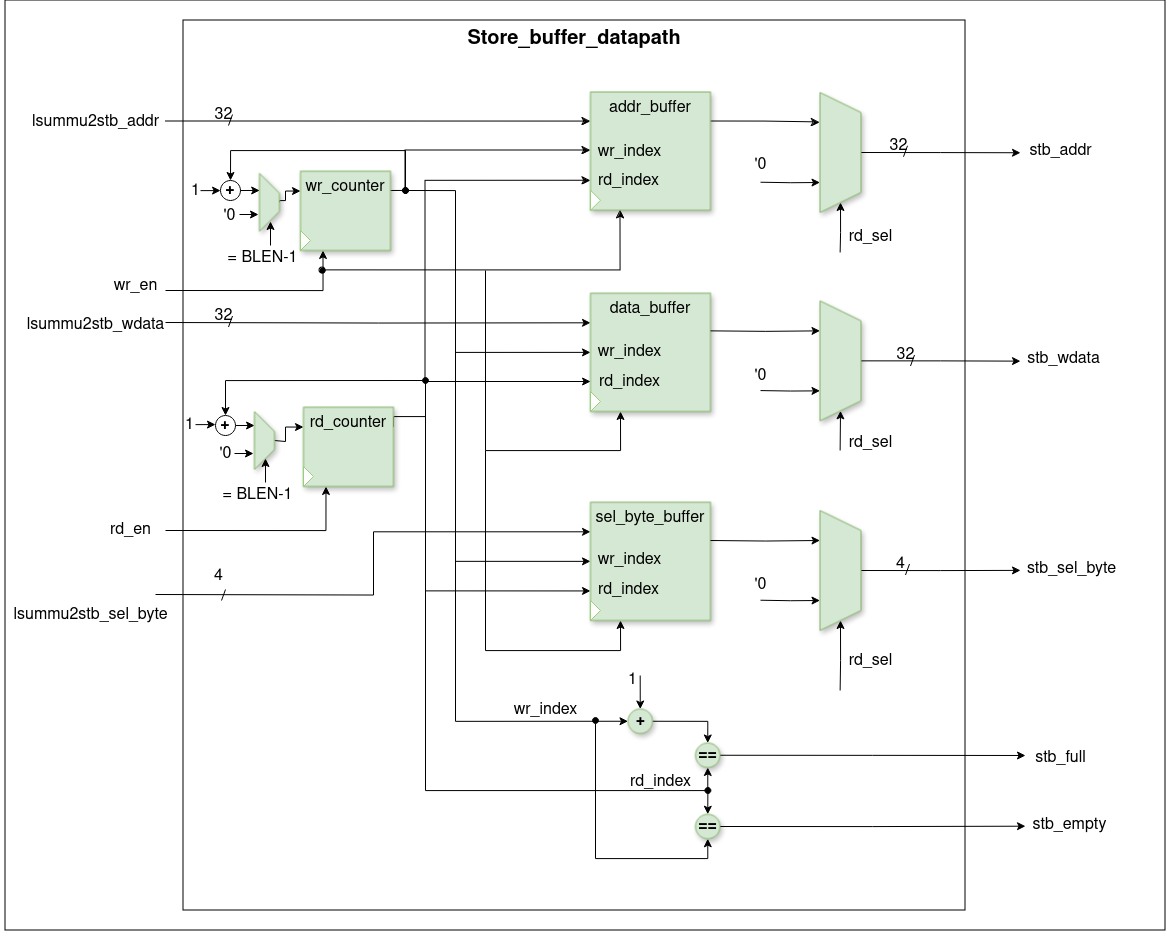 Store_buffer_datapath
lsummu2stb_addr
32
addr_buffer
wr_index
rd_index
'0
32
stb_addr
rd_sel
1
+
'0
wr_counter
= BLEN-1
wr_en
lsummu2stb_wdata
32
data_buffer
wr_index
rd_index
'0
32
stb_wdata
rd_sel
1
+
'0
rd_counter
= BLEN-1
rd_en
4
lsummu2stb_sel_byte
sel_byte_buffer
wr_index
rd_index
'0
4
stb_sel_byte
rd_sel
1
wr_index
+
==
stb_full
rd_index
==
stb_empty